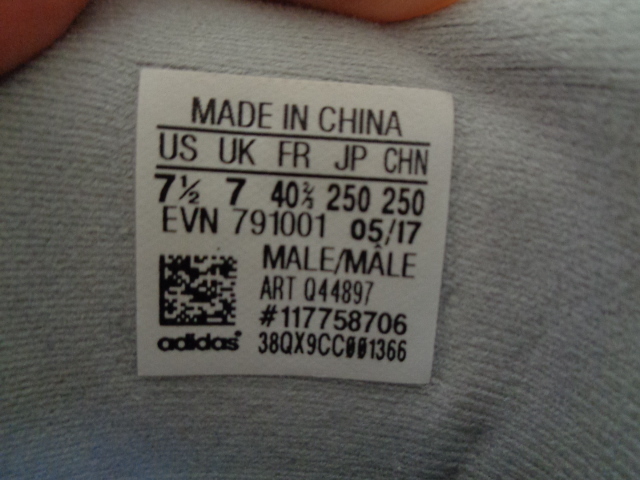 MADE IN CHINA
US UK FR JP CHN
7½ 7 40⅔ 250 250
EVN 791001 05/17
MALE/MÂLE
ART Q44897
#117758706
adidas® 38QX9CC001366